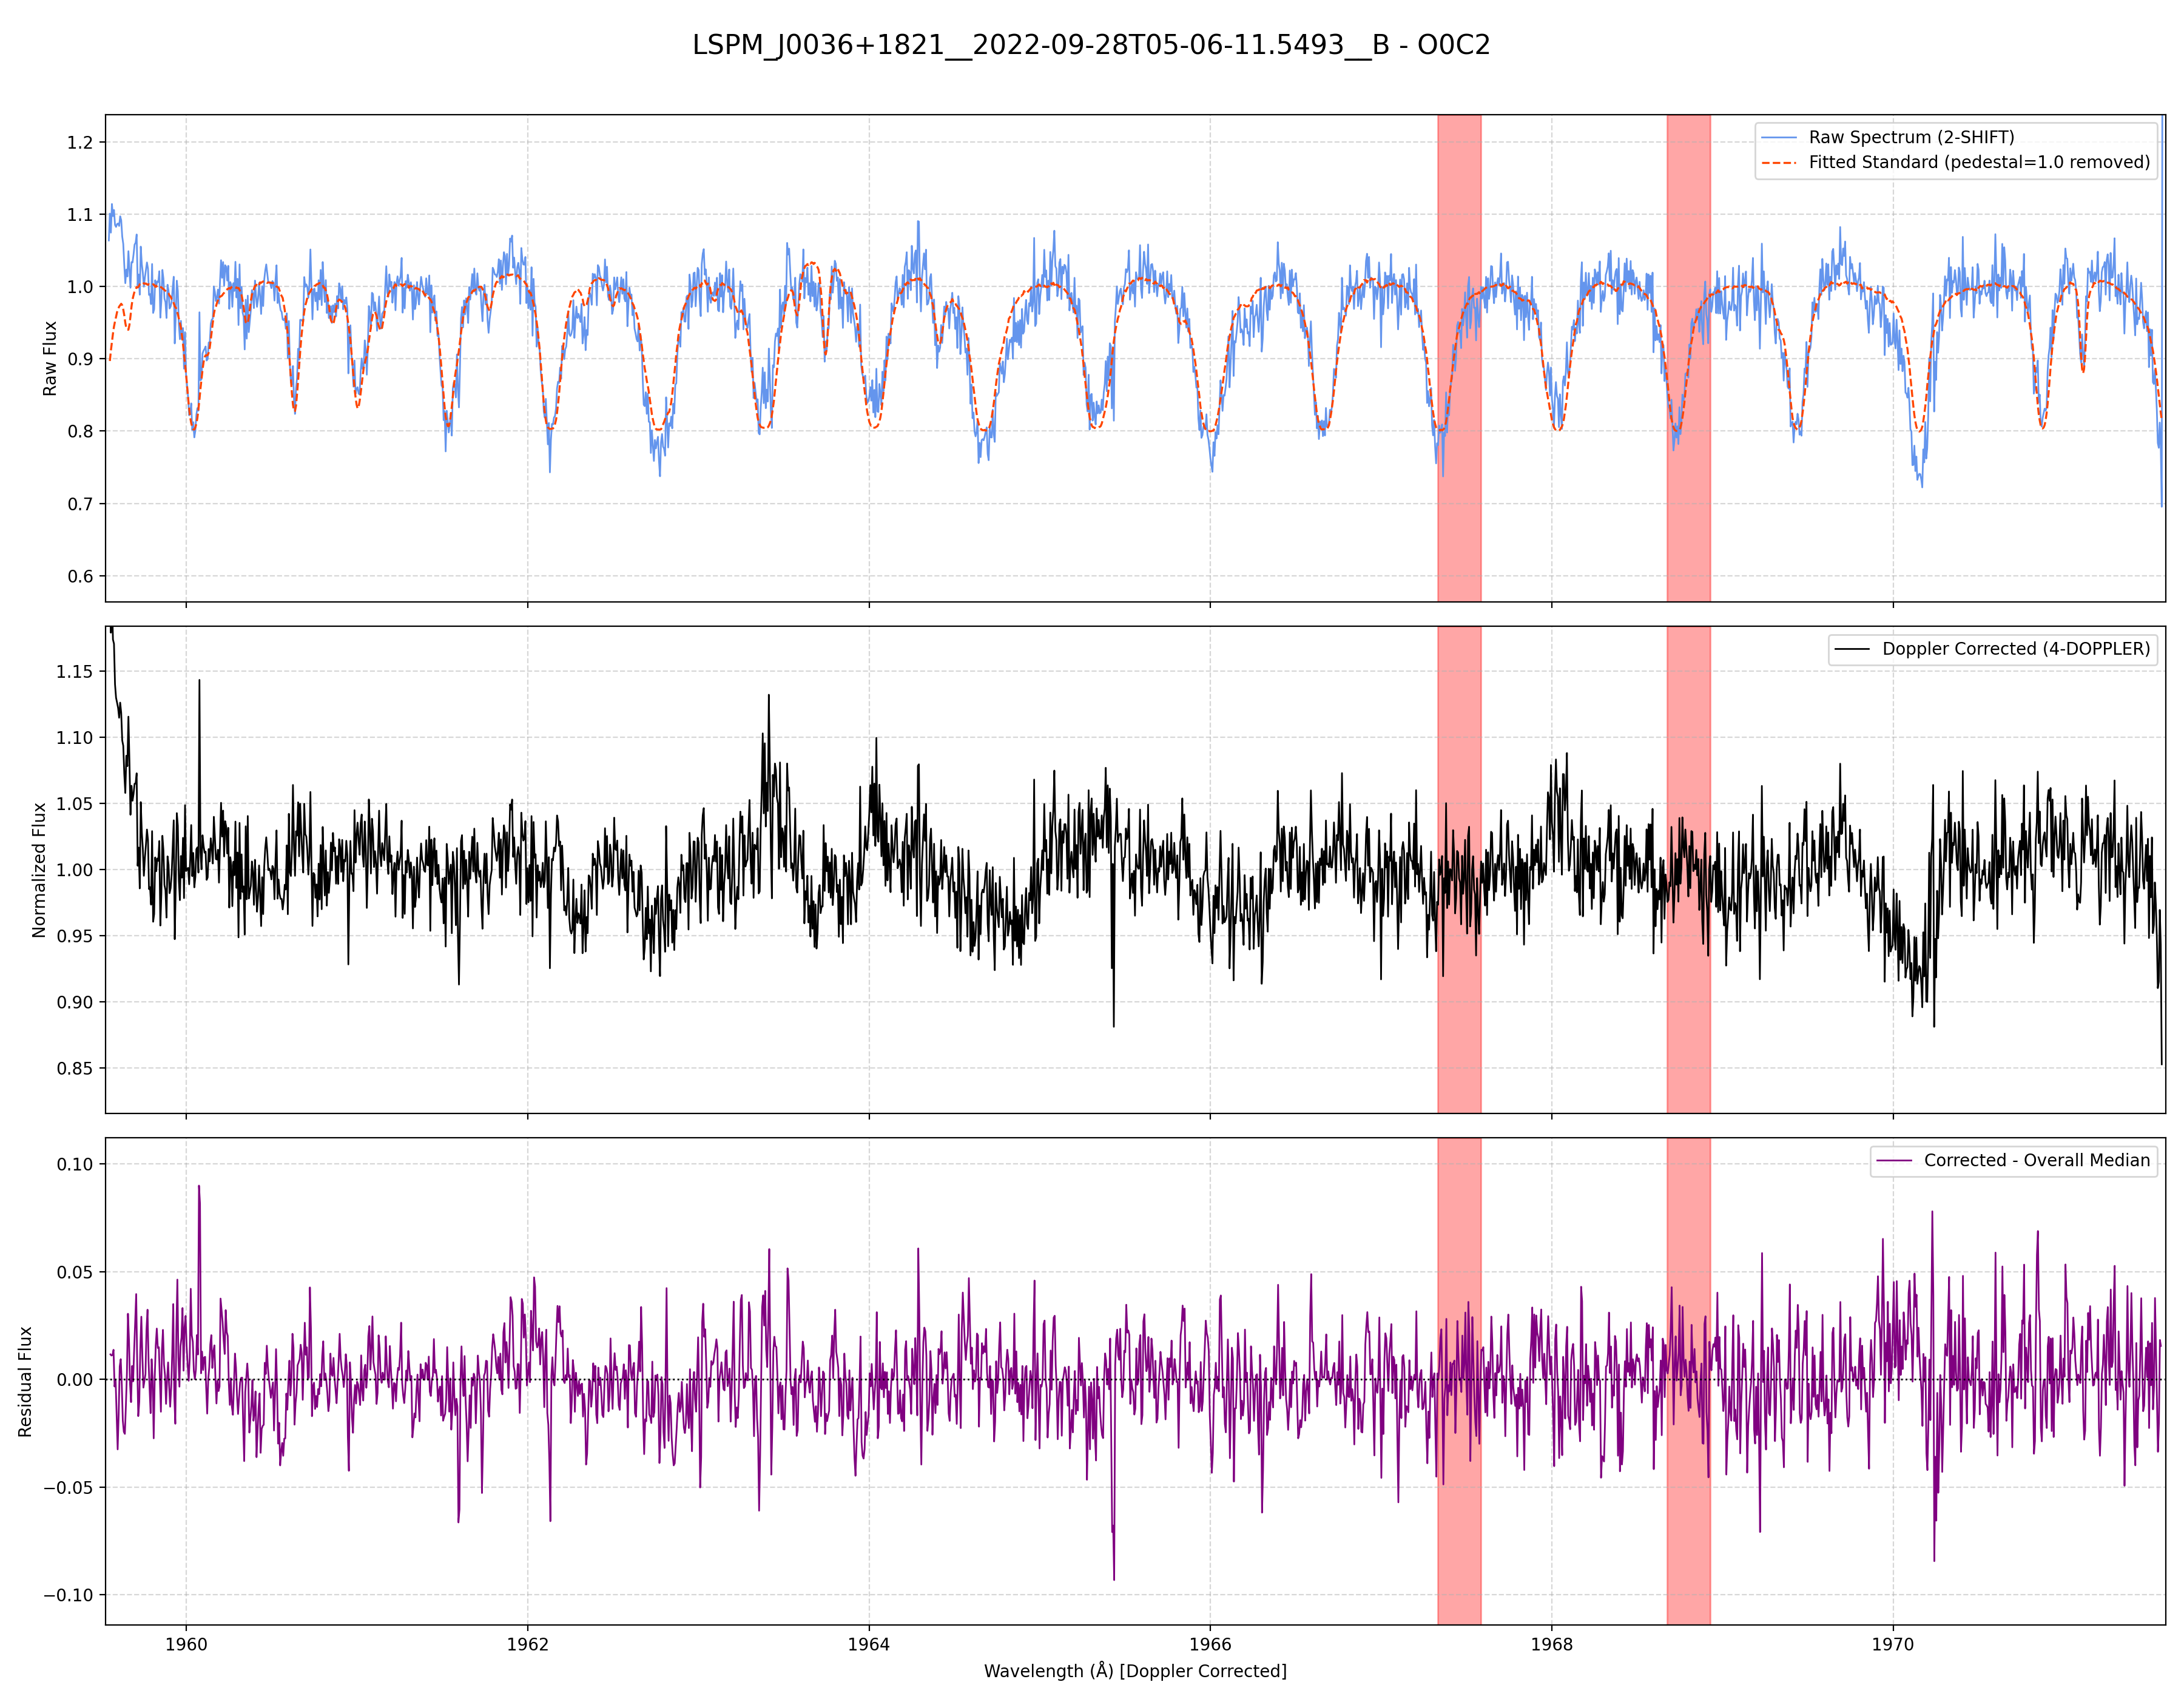 LSPM_J0036+1821__2022-09-28T05-06-11.5493__B - O0C2
Raw Flux
1.2
1.1
1.0
0.9
0.8
0.7
0.6
Raw Spectrum (2-SHIFT)
Fitted Standard (pedestal=1.0 removed)
Normalized Flux
1.15
1.10
1.05
1.00
0.95
0.90
0.85
Doppler Corrected (4-DOPPLER)
Residual Flux
0.10
0.05
0.00
−0.05
−0.10
Corrected - Overall Median
1960 1962 1964 1966 1968 1970
Wavelength (Å) [Doppler Corrected]